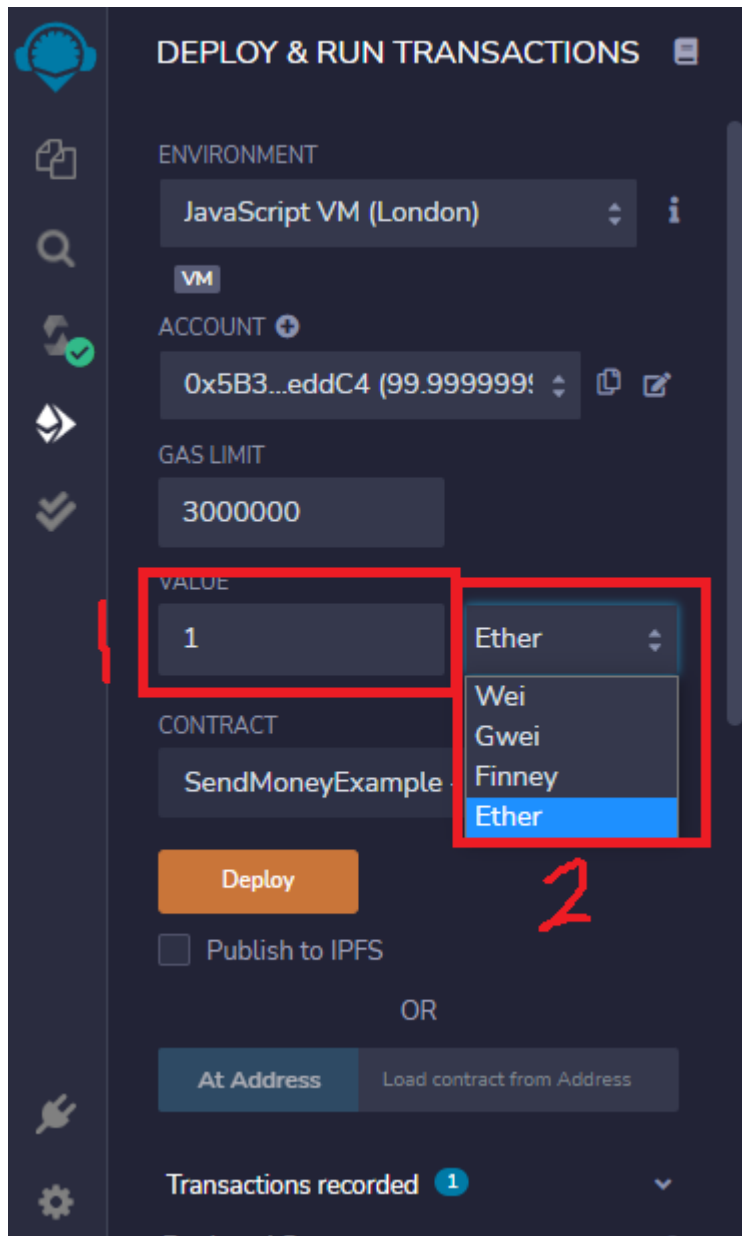 DEPLOY & RUN TRANSACTIONS
ENVIRONMENT
JavaScript VM (London)
VM
ACCOUNT
0x5B3...eddC4 (99.9999999
GAS LIMIT
3000000
VALUE
1
1 Ether
Wei
Gwei
Finney
Ether
CONTRACT
SendMoneyExample -
2
Deploy
Publish to IPFS
OR
At Address Load contract from Address
Transactions recorded 1